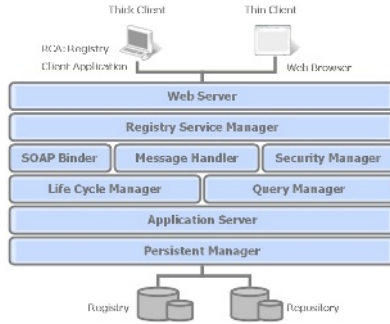 Thick Client Thin Client
RCA: Registry
Client Application Web Browser
Web Server
Registry Service Manager
SOAP Binder Message Handler Security Manager
Life Cycle Manager Query Manager
Application Server
Persistent Manager
Registry Repository